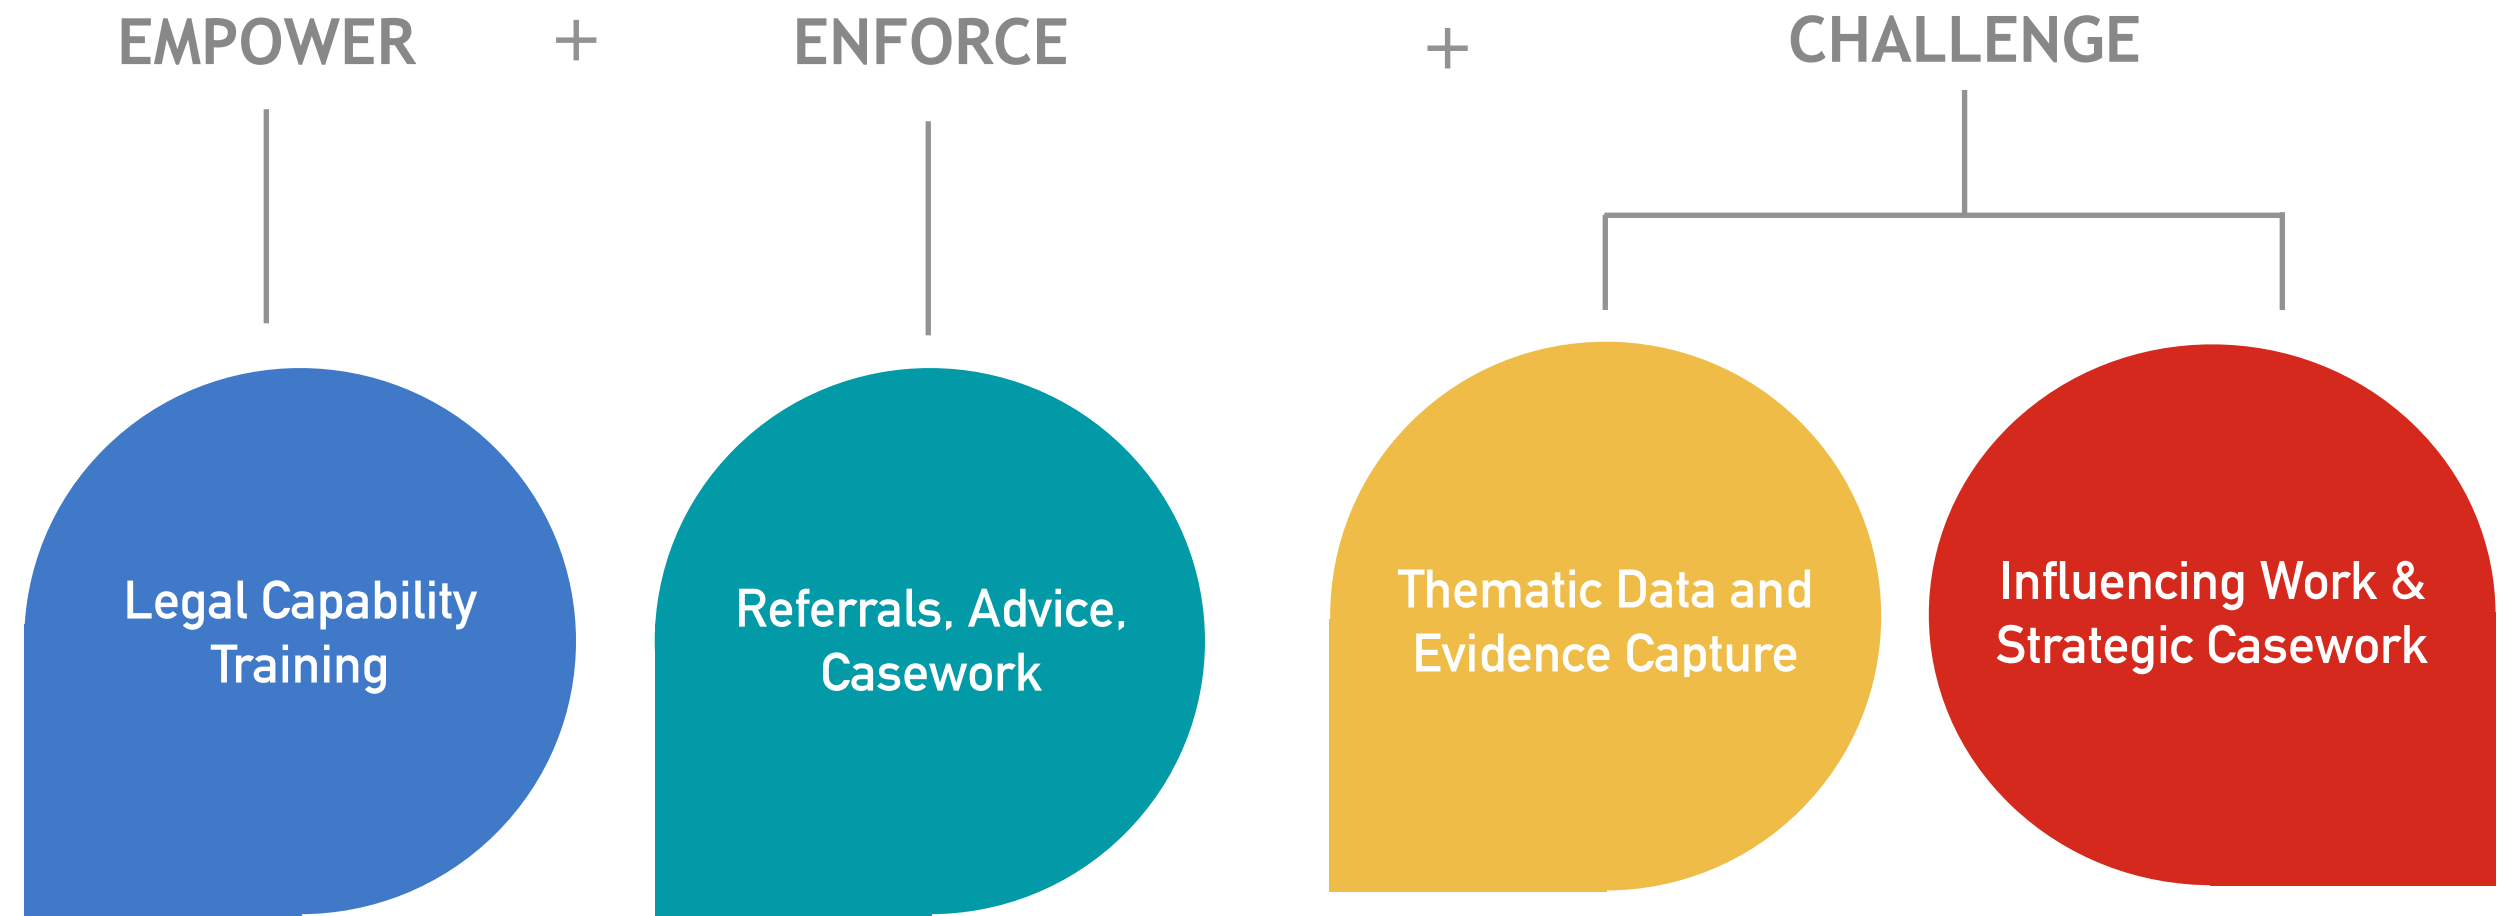 EMPOWER + ENFORCE + CHALLENGE
Legal Capability
Training
Referrals, Advice,
Casework
Thematic Data and
Evidence Capture
Influencing Work &
Strategic Casework